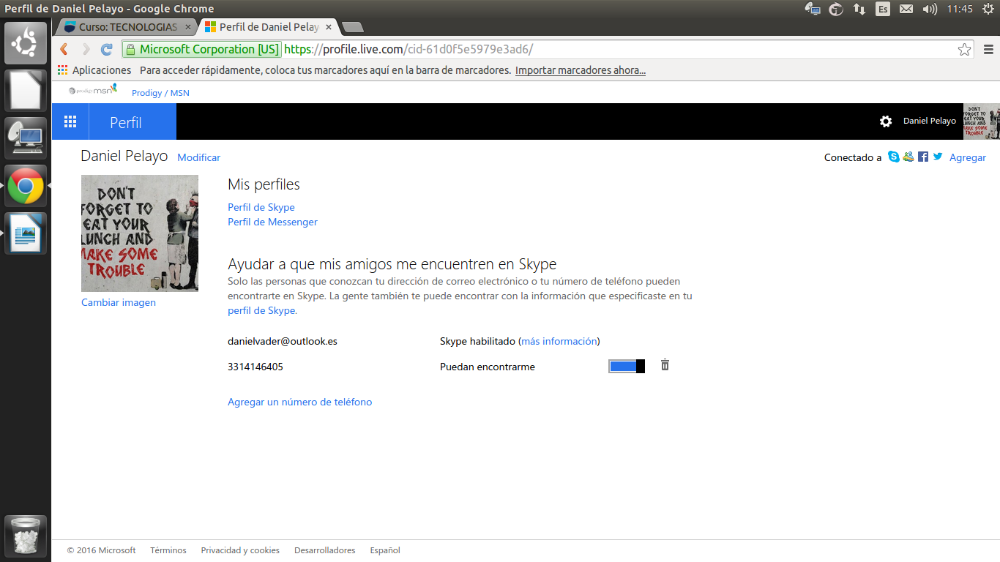 Perfil de Daniel Pelayo - Google Chrome
Es
11:45
Curso: TECNOLOGIAS
Perfil de Daniel Pelay
Microsoft Corporation [US]
https://profile.live.com/cid-61d0f5e5979e3ad6/
Aplicaciones
Para acceder rápidamente, coloca tus marcadores aquí en la barra de marcadores.
Importar marcadores ahora...
prodigy msn
Prodigy / MSN
Perfil
Daniel Pelayo
DON'T
FORGET TO
EAT YOUR
LUNCH AND
MAKE SOME
TROUBLE
Daniel Pelayo
Modificar
Conectado a
Agregar
DON'T
FORGET TO
EAT YOUR
LUNCH AND
MAKE SOME
TROUBLE
Cambiar imagen
Mis perfiles
Perfil de Skype
Perfil de Messenger
Ayudar a que mis amigos me encuentren en Skype
Solo las personas que conozcan tu dirección de correo electrónico o tu número de teléfono pueden
encontrarte en Skype. La gente también te puede encontrar con la información que especificaste en tu
perfil de Skype.
danielvader@outlook.es
Skype habilitado (más información)
3314146405
Puedan encontrarme
Agregar un número de teléfono
© 2016 Microsoft
Términos
Privacidad y cookies
Desarrolladores
Español